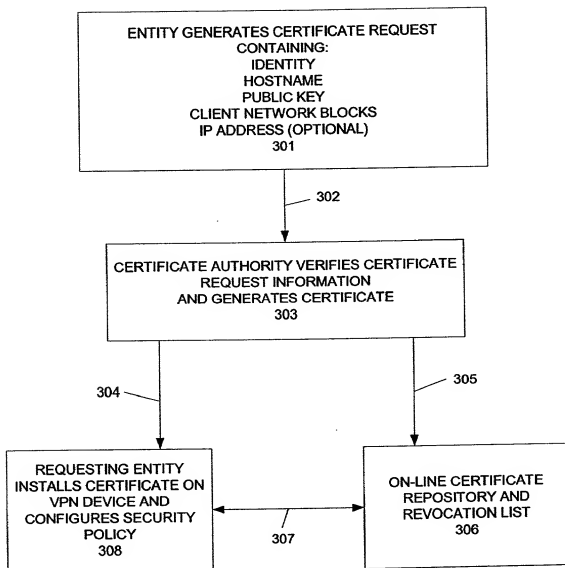 ENTITY GENERATES CERTIFICATE REQUEST
CONTAINING:
IDENTITY
HOSTNAME
PUBLIC KEY
CLIENT NETWORK BLOCKS
IP ADDRESS (OPTIONAL)
301
302
CERTIFICATE AUTHORITY VERIFIES CERTIFICATE
REQUEST INFORMATION
AND GENERATES CERTIFICATE
303
304
305
REQUESTING ENTITY
INSTALLS CERTIFICATE ON
VPN DEVICE AND
CONFIGURES SECURITY
POLICY
308
307
ON-LINE CERTIFICATE
REPOSITORY AND
REVOCATION LIST
306